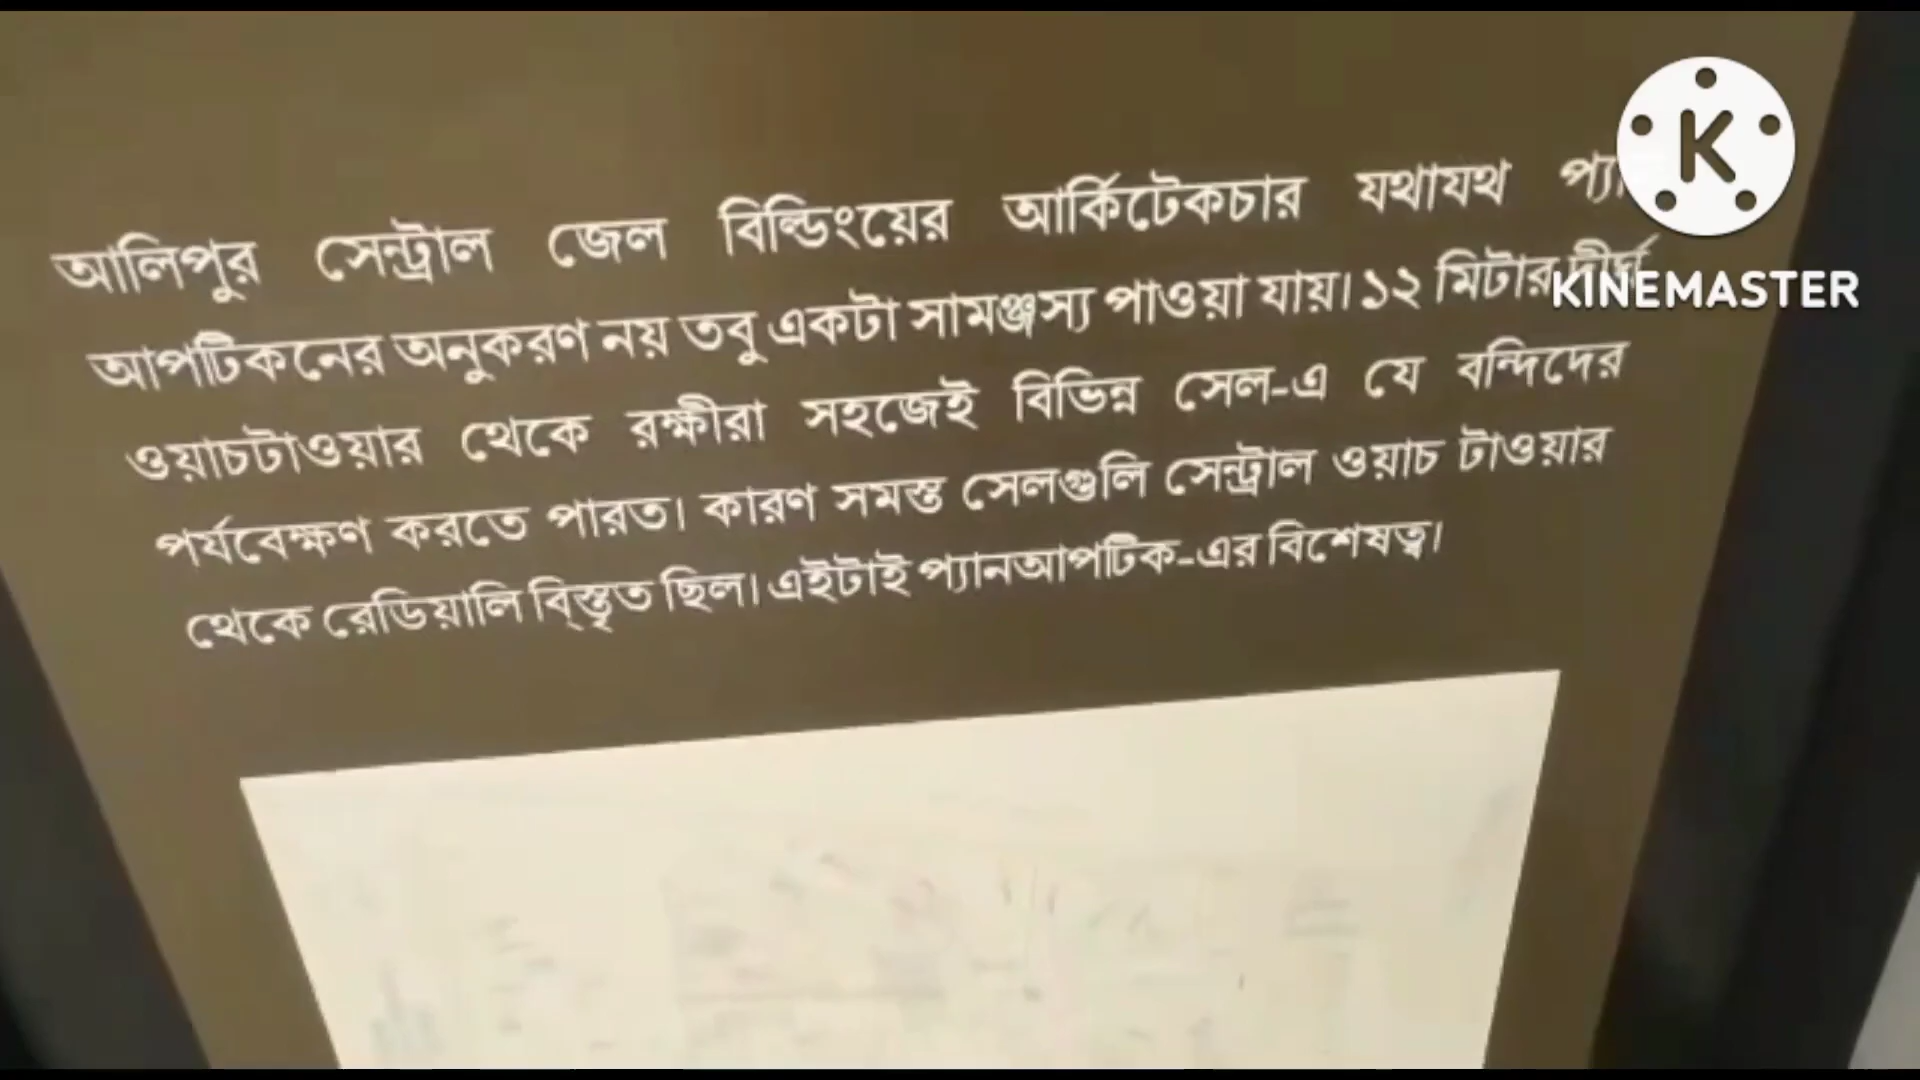 আলিপুর সেন্ট্রাল জেল বিল্ডিংয়ের আর্কিটেকচার যথাযথ
আপটিকনের অনুকরণ নয় তবু একটা সামঞ্জস্য পাওয়া যায়। ১২ মিটার দীর্ঘ
ওয়াচটাওয়ার থেকে রক্ষীরা সহজেই বিভিন্ন সেল-এ যে বন্দিদের
পর্যবেক্ষণ করতে পারত। কারণ সমস্ত সেলগুলি সেন্ট্রাল ওয়াচ টাওয়ার
থেকে রেডিয়ালি বিস্তৃত ছিল। এইটাই প্যানআপটিক-এর বিশেষত্ব।
K
KINEMASTER